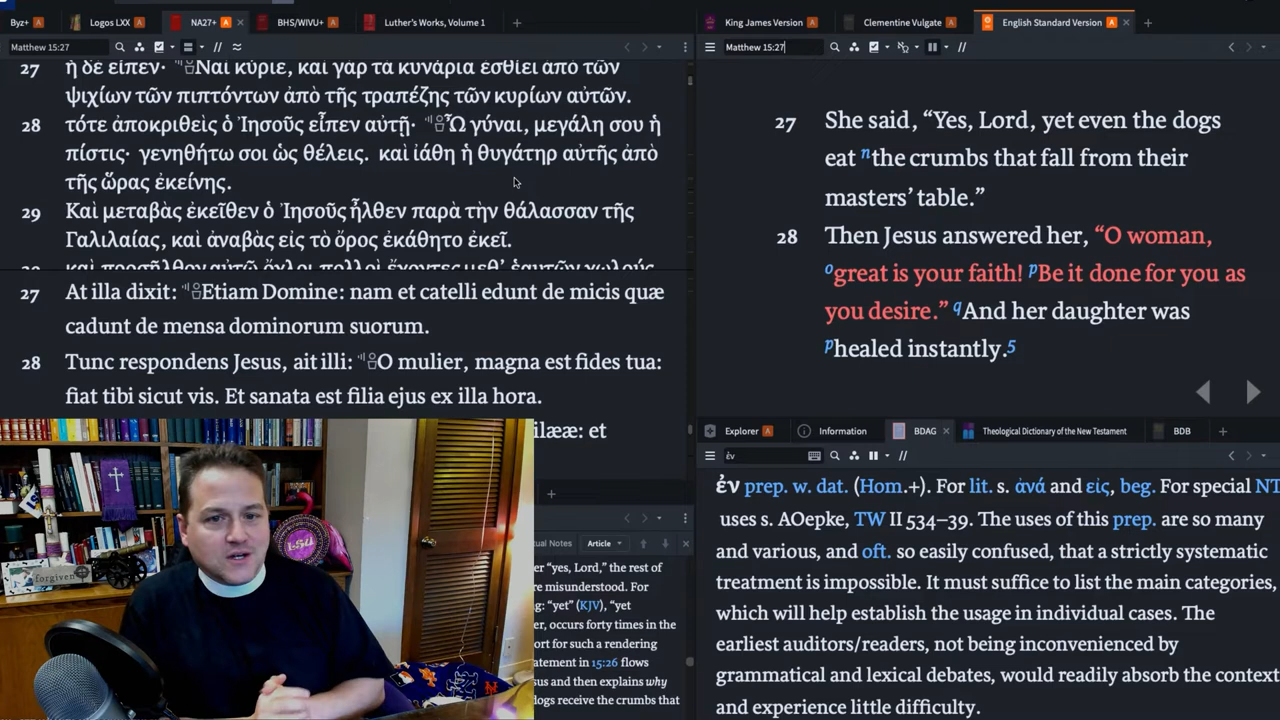 Byz+
Logos LXX
NA27+
BHS/WIVU+
Luther's Works, Volume 1
Matthew 15:27
27 ἡ δὲ εἶπεν· Ναί κύριε, καὶ γὰρ τὰ κυνάρια ἐσθίει ἀπὸ τῶν
ψιχίων τῶν πιπτόντων ἀπὸ τῆς τραπέζης τῶν κυρίων αὐτῶν.
28 τότε ἀποκριθεὶς ὁ Ἰησοῦς εἶπεν αὐτῇ· Ὦ γύναι, μεγάλη σου ἡ
πίστις· γενηθήτω σοι ὡς θέλεις. καὶ ἰάθη ἡ θυγάτηρ αὐτῆς ἀπὸ
τῆς ὥρας ἐκείνης.
29 Καὶ μεταβὰς ἐκεῖθεν ὁ Ἰησοῦς ἦλθεν παρὰ τὴν θάλασσαν τῆς
Γαλιλαίας, καὶ ἀναβὰς εἰς τὸ ὄρος ἐκάθητο ἐκεῖ.
27 At illa dixit: Etiam Domine: nam et catelli edunt de micis quæ
cadunt de mensa dominorum suorum.
28 Tunc respondens Jesus, ait illi: O mulier, magna est fides tua:
fiat tibi sicut vis. Et sanata est filia ejus ex illa hora.
ilææ: et
tual Notes
Article
er “yes, Lord,” the rest of
re misunderstood. For
g: “yet” (KJV), “yet
er, occurs forty times in the
ort for such a rendering
atement in 15:26 flows
sus and then explains why
dogs receive the crumbs that
forgiven
LSU
King James Version
Clementine Vulgate
English Standard Version
Matthew 15:27
27 She said, “Yes, Lord, yet even the dogs
eat n the crumbs that fall from their
masters’ table.”
28 Then Jesus answered her, “O woman,
o great is your faith! p Be it done for you as
you desire.” q And her daughter was
p healed instantly.5
Explorer
Information
BDAG
Theological Dictionary of the New Testament
BDB
ἐν
ἐν prep. w. dat. (Hom.+). For lit. s. ἀνά and εἰς, beg. For special NT
uses s. AOepke, TW II 534–39. The uses of this prep. are so many
and various, and oft. so easily confused, that a strictly systematic
treatment is impossible. It must suffice to list the main categories,
which will help establish the usage in individual cases. The
earliest auditors/readers, not being inconvenienced by
grammatical and lexical debates, would readily absorb the context
and experience little difficulty.